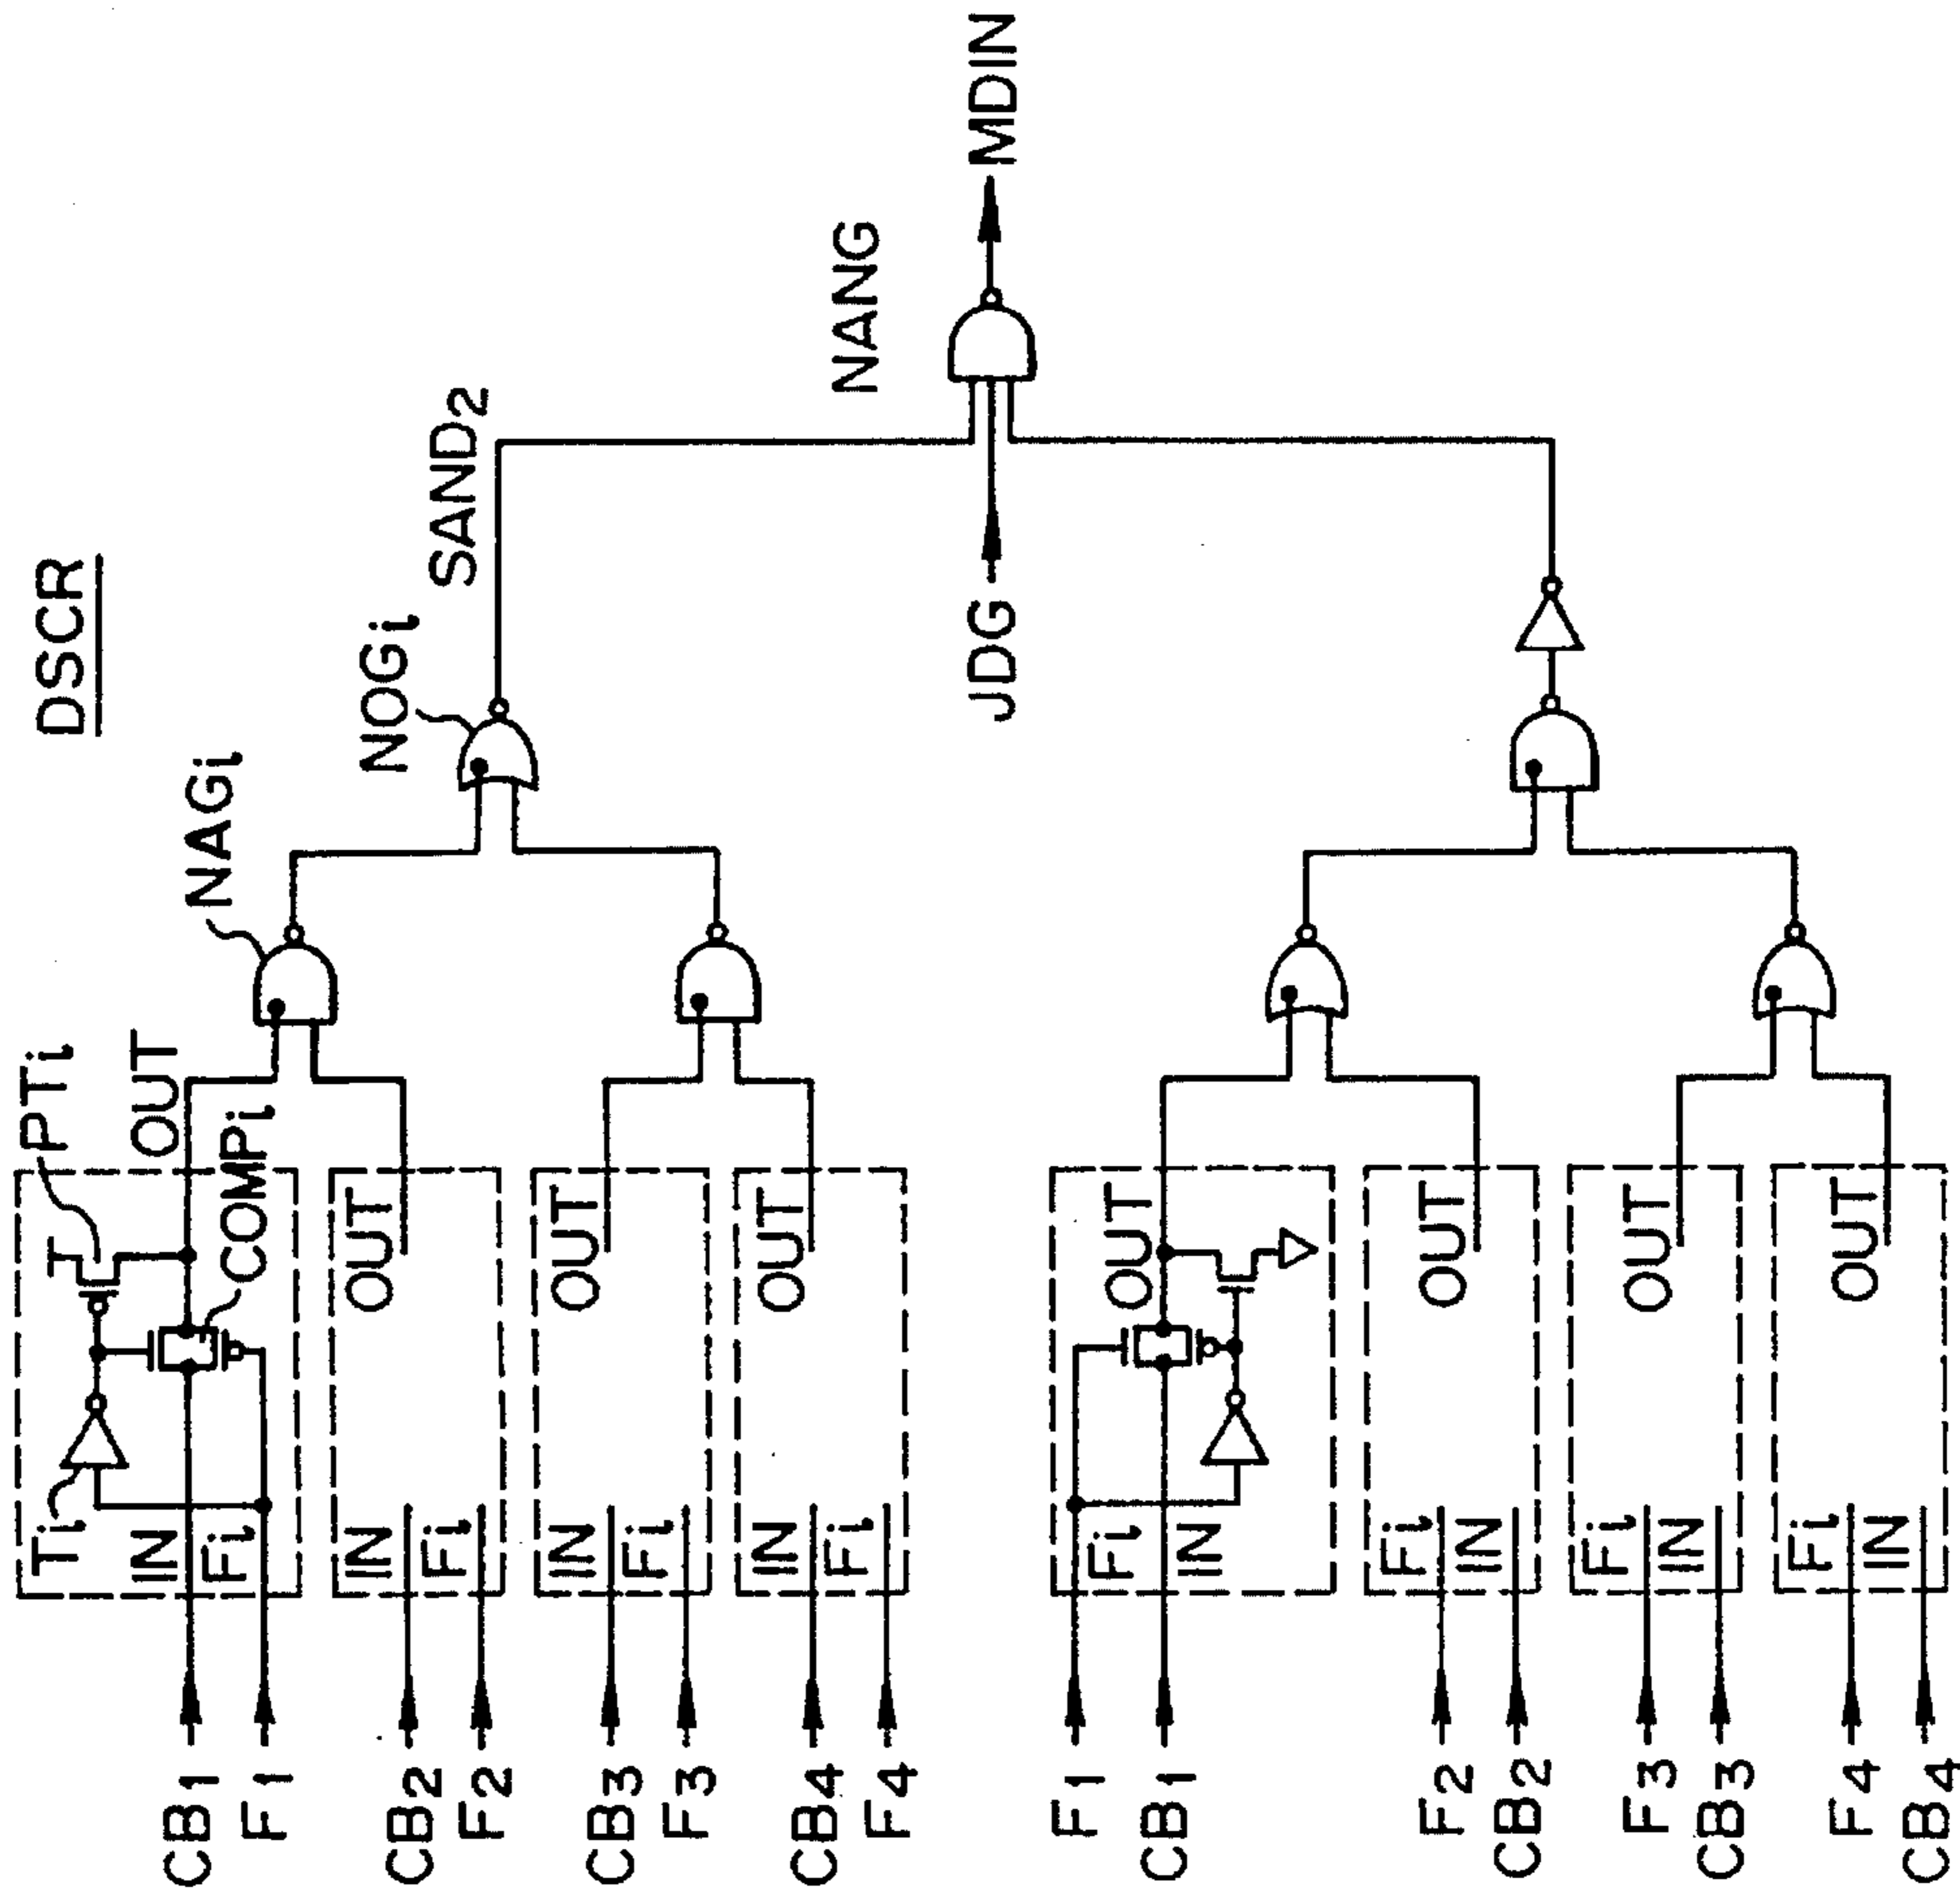 DSCR
CB1
F1
CB2
F2
CB3
F3
CB4
F4
Ti
IN
Fi
IN
Fi
IN
Fi
IN
Fi
PTi
OUT
COMPi
OUT
OUT
OUT
NAGi
NOGi
SAND2
NANG
JDG
MDIN
F1
CB1
F2
CB2
F3
CB3
F4
CB4
Fi
IN
Fi
IN
Fi
IN
Fi
IN
OUT
OUT
OUT
OUT